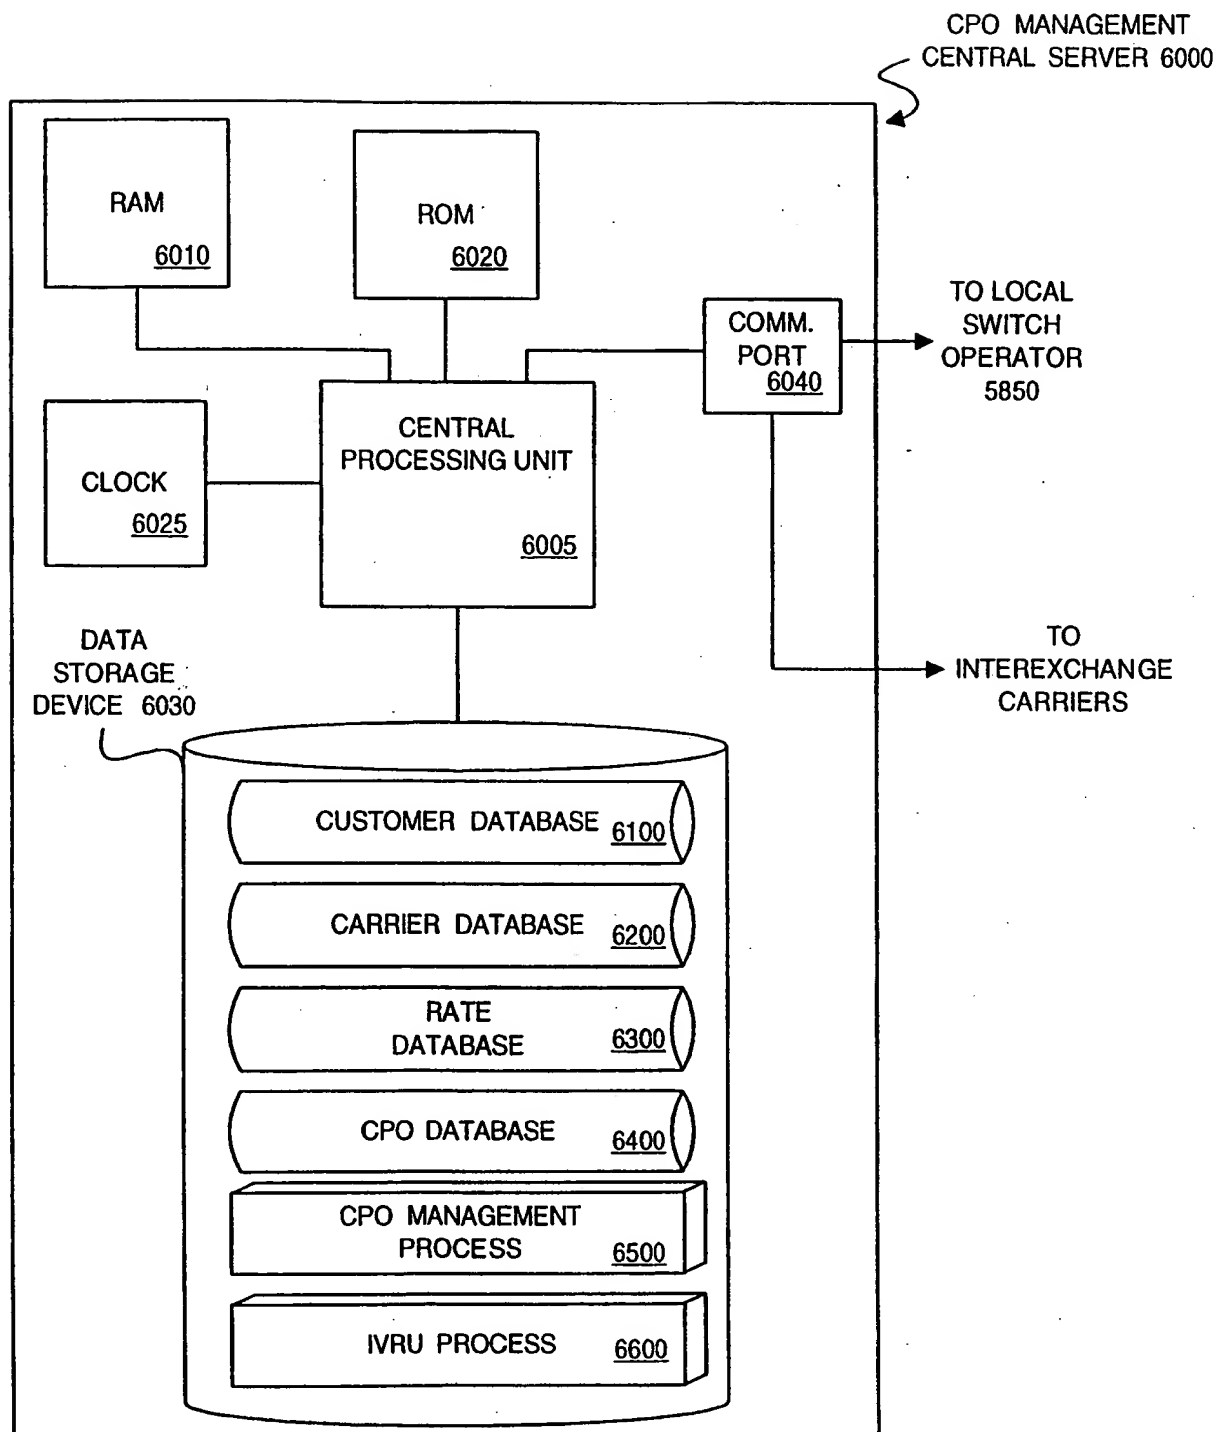 CPO MANAGEMENT
CENTRAL SERVER 6000
RAM
6010
ROM
6020
COMM.
PORT
6040
TO LOCAL
SWITCH
OPERATOR
5850
CENTRAL
PROCESSING UNIT
6005
CLOCK
6025
DATA
STORAGE
DEVICE 6030
TO
INTEREXCHANGE
CARRIERS
CUSTOMER DATABASE 6100
CARRIER DATABASE 6200
RATE
DATABASE 6300
CPO DATABASE 6400
CPO MANAGEMENT
PROCESS 6500
IVRU PROCESS 6600